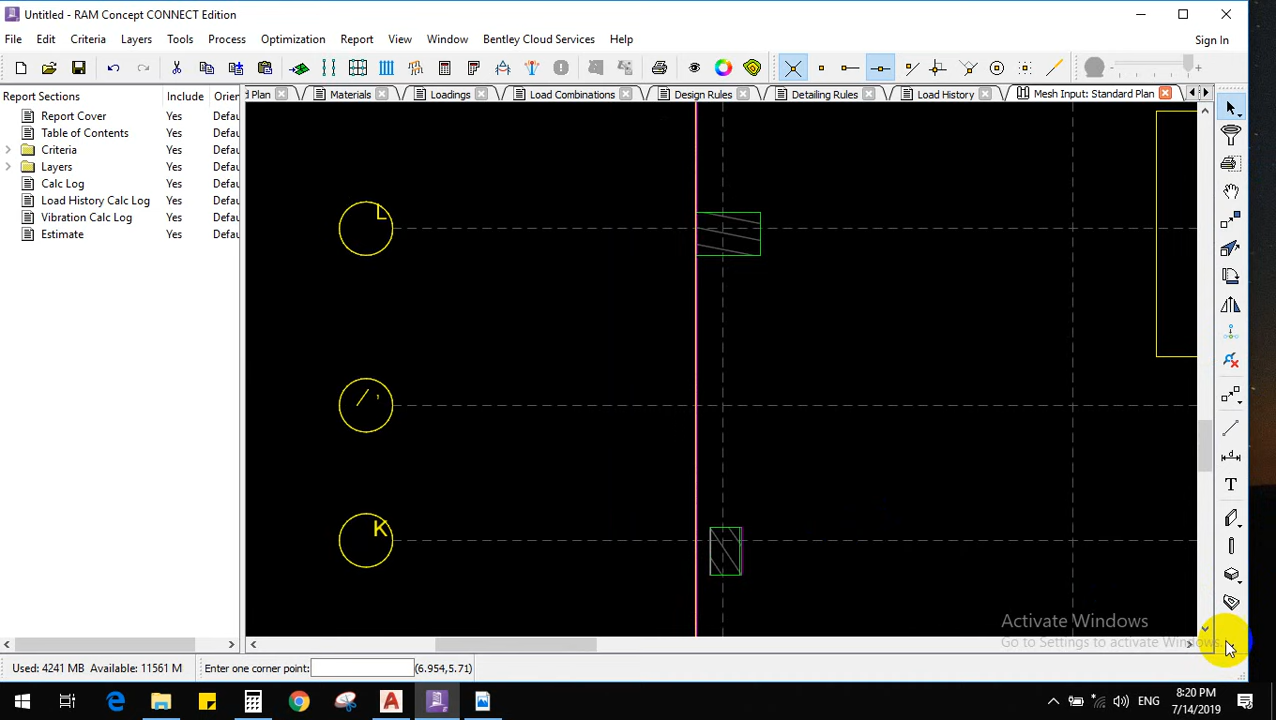 Untitled - RAM Concept CONNECT Edition
File Edit Criteria Layers Tools Process Optimization Report View Window Bentley Cloud Services Help
Sign In
Report Sections Include Orier
Plan Materials Loadings Load Combinations Design Rules Detailing Rules Load History Mesh Input: Standard Plan
Report Cover Yes Defau
Table of Contents Yes Defau
Criteria Yes Defau
Layers Yes Defau
Calc Log Yes Defau
Load History Calc Log Yes Defau
Vibration Calc Log Yes Defau
Estimate Yes Defau
L
K
T
Activate Windows
Go to Settings to activate Windows.
Used: 4241 MB Available: 11561 M Enter one corner point: (6.954,5.71)
ENG
8:20 PM
7/14/2019